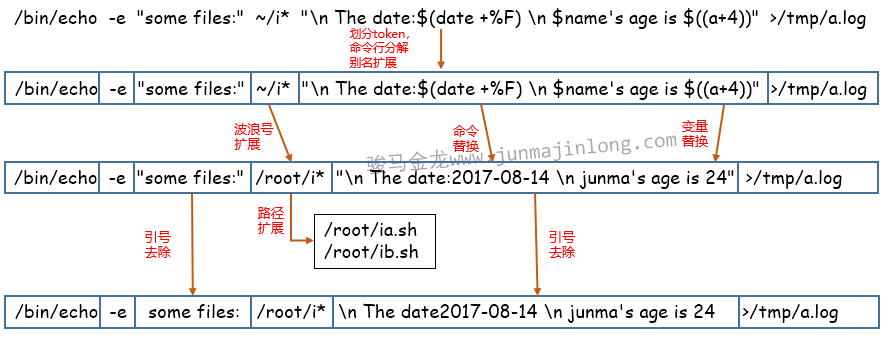 /bin/echo -e "some files:" ~/i* "\n The date:$(date +%F) \n $name's age is $((a+4))" >/tmp/a.log
划分token，
命令行分解
别名扩展
/bin/echo -e "some files:" ~/i* "\n The date:$(date +%F) \n $name's age is $((a+4))" >/tmp/a.log
波浪号
扩展
命令
替换
变量
替换
骏马金龙www.junmajinlong.com
/bin/echo -e "some files:" /root/i* "\n The date:2017-08-14 \n junma's age is 24" >/tmp/a.log
引号
去除
路径
扩展
/root/ia.sh
/root/ib.sh
引号
去除
/bin/echo -e some files: /root/i* \n The date2017-08-14 \n junma's age is 24 >/tmp/a.log